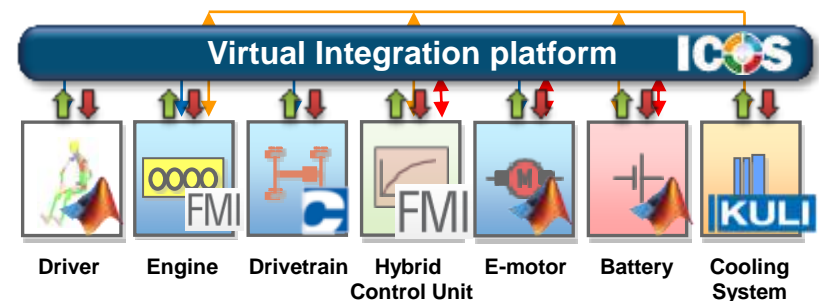 Virtual Integration platform ICOS
M
FMI
C
FMI
KULI
Driver
Engine
Drivetrain
Hybrid
Control Unit
E-motor
Battery
Cooling
System